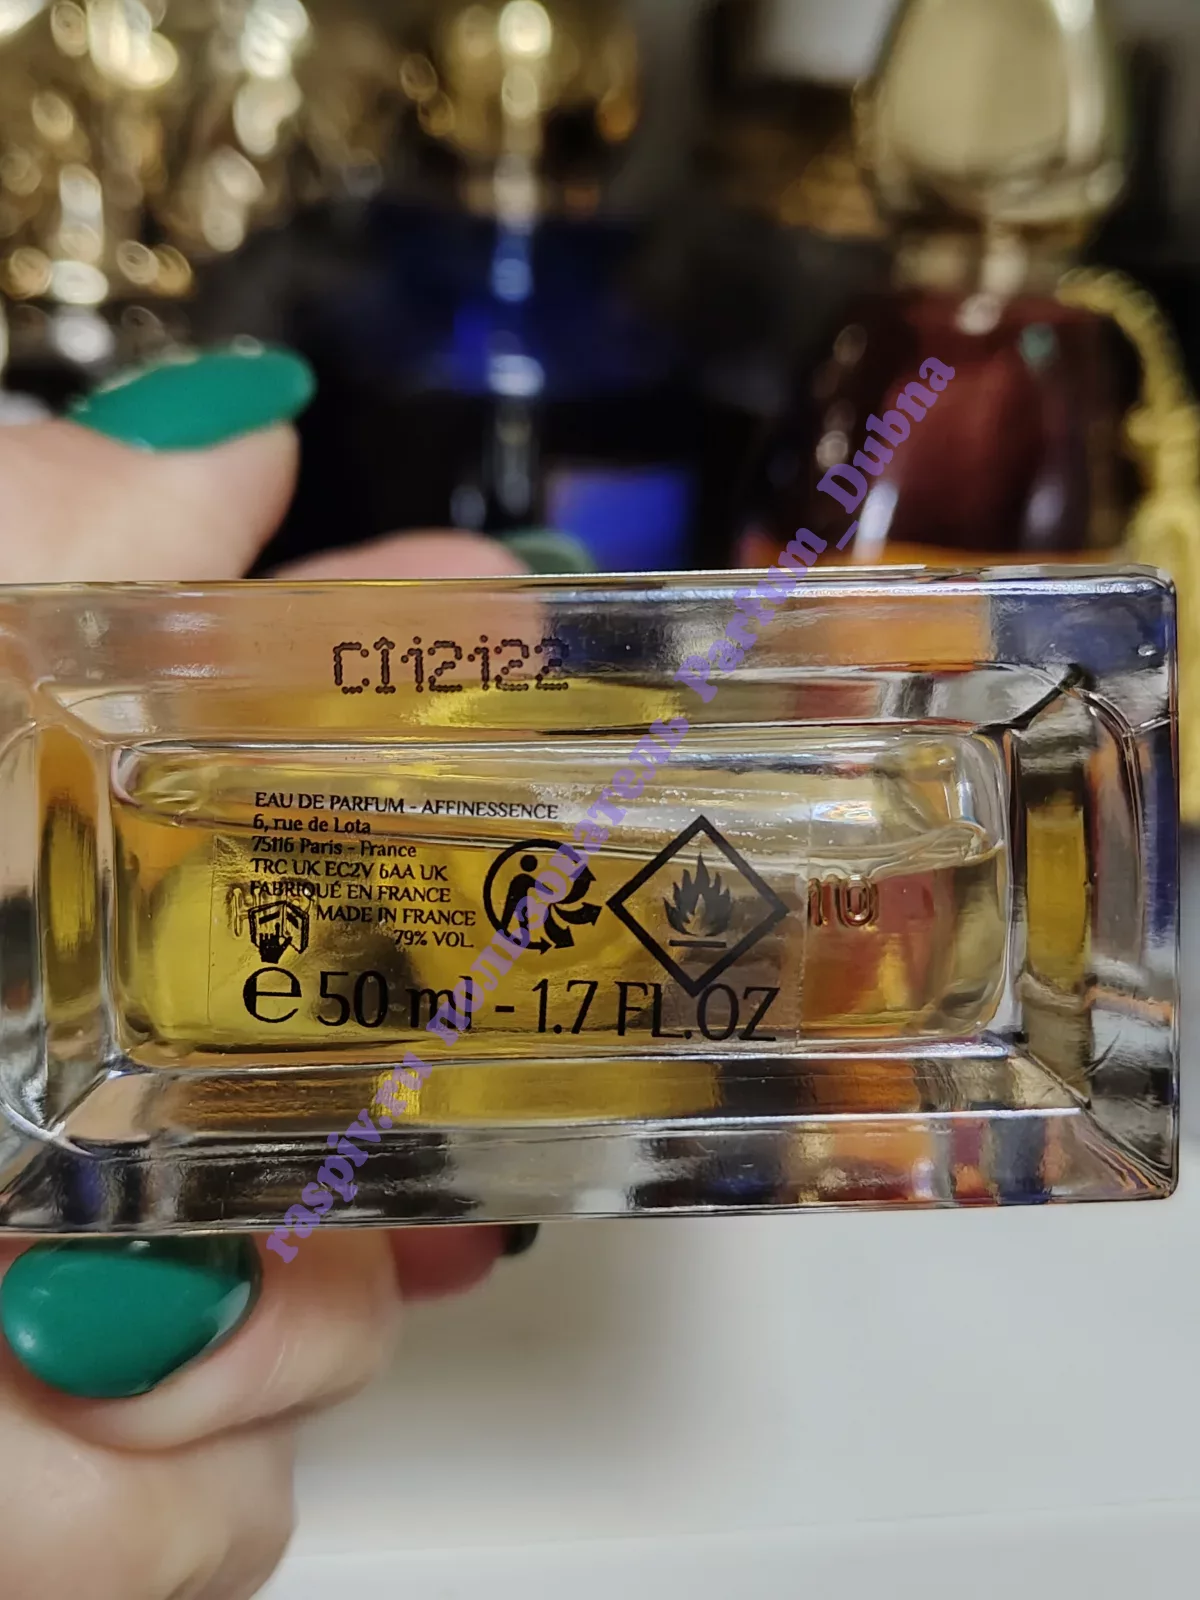 C112122
EAU DE PARFUM - AFFINESSENCE
6, rue de Lota
75116 Paris - France
TRC UK EC2V 6AA UK
FABRIQUÉ EN FRANCE
MADE IN FRANCE
79% VOL.
℮ 50 ml - 1.7 FL.OZ
raspiv.ru пользователь Parfum_Dubna